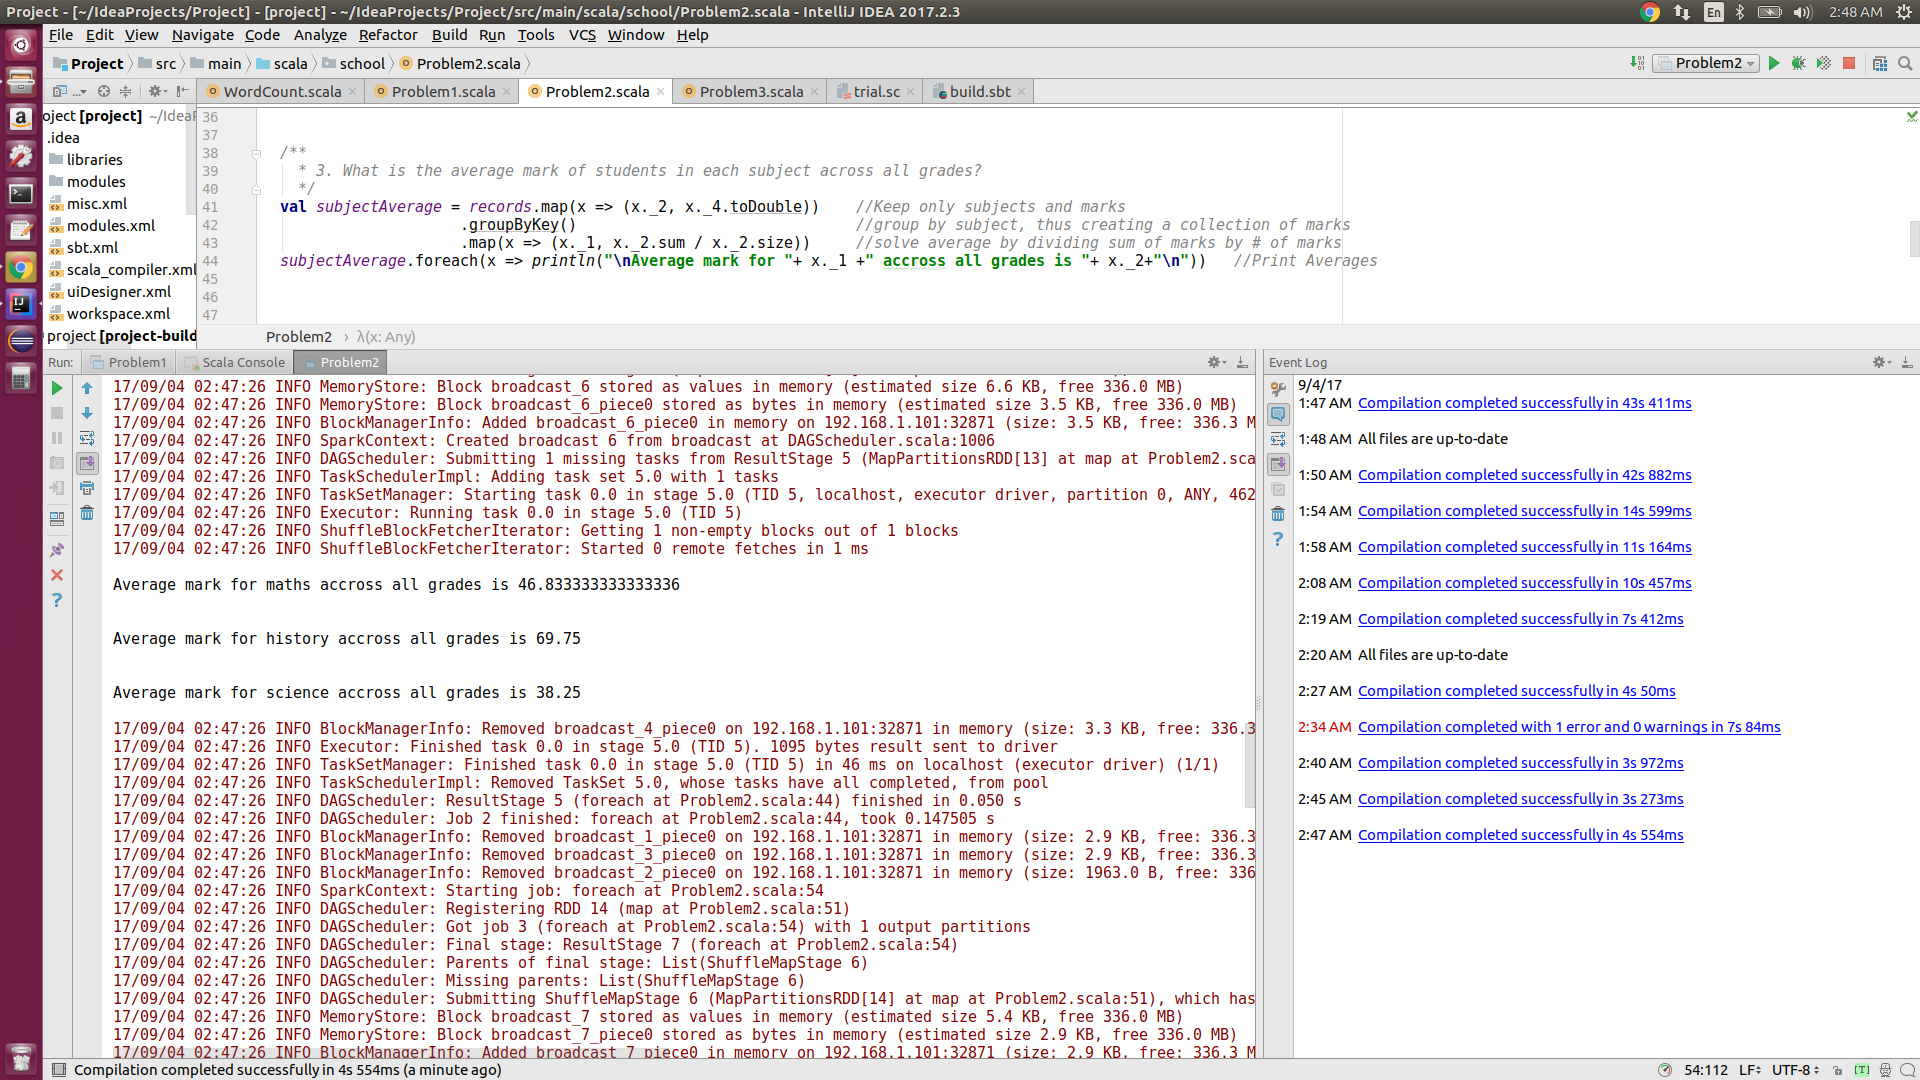 Project - [~/IdeaProjects/Project] - [project] - ~/IdeaProjects/Project/src/main/scala/school/Problem2.scala - IntelliJ IDEA 2017.2.3
En
2:48 AM
File Edit View Navigate Code Analyze Refactor Build Run Tools VCS Window Help
Project src main scala school Problem2.scala
Problem2
WordCount.scala Problem1.scala Problem2.scala Problem3.scala trial.sc build.sbt
oject [project] ~/IdeaP
.idea
libraries
modules
misc.xml
modules.xml
sbt.xml
scala_compiler.xml
uiDesigner.xml
workspace.xml
project [project-build
36
37
38 /**
39 * 3. What is the average mark of students in each subject across all grades?
40 */
41 val subjectAverage = records.map(x => (x._2, x._4.toDouble)) //Keep only subjects and marks
42 .groupByKey() //group by subject, thus creating a collection of marks
43 .map(x => (x._1, x._2.sum / x._2.size)) //solve average by dividing sum of marks by # of marks
44 subjectAverage.foreach(x => println("\nAverage mark for "+ x._1 +" accross all grades is "+ x._2+"\n")) //Print Averages
45
46
47
Problem2 λ(x: Any)
Run: Problem1 Scala Console Problem2
17/09/04 02:47:26 INFO MemoryStore: Block broadcast_6 stored as values in memory (estimated size 6.6 KB, free 336.0 MB)
17/09/04 02:47:26 INFO MemoryStore: Block broadcast_6_piece0 stored as bytes in memory (estimated size 3.5 KB, free 336.0 MB)
17/09/04 02:47:26 INFO BlockManagerInfo: Added broadcast_6_piece0 in memory on 192.168.1.101:32871 (size: 3.5 KB, free: 336.3 M
17/09/04 02:47:26 INFO SparkContext: Created broadcast 6 from broadcast at DAGScheduler.scala:1006
17/09/04 02:47:26 INFO DAGScheduler: Submitting 1 missing tasks from ResultStage 5 (MapPartitionsRDD[13] at map at Problem2.sca
17/09/04 02:47:26 INFO TaskSchedulerImpl: Adding task set 5.0 with 1 tasks
17/09/04 02:47:26 INFO TaskSetManager: Starting task 0.0 in stage 5.0 (TID 5, localhost, executor driver, partition 0, ANY, 462
17/09/04 02:47:26 INFO Executor: Running task 0.0 in stage 5.0 (TID 5)
17/09/04 02:47:26 INFO ShuffleBlockFetcherIterator: Getting 1 non-empty blocks out of 1 blocks
17/09/04 02:47:26 INFO ShuffleBlockFetcherIterator: Started 0 remote fetches in 1 ms
Average mark for maths accross all grades is 46.833333333333336
Average mark for history accross all grades is 69.75
Average mark for science accross all grades is 38.25
17/09/04 02:47:26 INFO BlockManagerInfo: Removed broadcast_4_piece0 on 192.168.1.101:32871 in memory (size: 3.3 KB, free: 336.3
17/09/04 02:47:26 INFO Executor: Finished task 0.0 in stage 5.0 (TID 5). 1095 bytes result sent to driver
17/09/04 02:47:26 INFO TaskSetManager: Finished task 0.0 in stage 5.0 (TID 5) in 46 ms on localhost (executor driver) (1/1)
17/09/04 02:47:26 INFO TaskSchedulerImpl: Removed TaskSet 5.0, whose tasks have all completed, from pool
17/09/04 02:47:26 INFO DAGScheduler: ResultStage 5 (foreach at Problem2.scala:44) finished in 0.050 s
17/09/04 02:47:26 INFO DAGScheduler: Job 2 finished: foreach at Problem2.scala:44, took 0.147505 s
17/09/04 02:47:26 INFO BlockManagerInfo: Removed broadcast_1_piece0 on 192.168.1.101:32871 in memory (size: 2.9 KB, free: 336.3
17/09/04 02:47:26 INFO BlockManagerInfo: Removed broadcast_3_piece0 on 192.168.1.101:32871 in memory (size: 2.9 KB, free: 336.3
17/09/04 02:47:26 INFO BlockManagerInfo: Removed broadcast_2_piece0 on 192.168.1.101:32871 in memory (size: 1963.0 B, free: 336
17/09/04 02:47:26 INFO SparkContext: Starting job: foreach at Problem2.scala:54
17/09/04 02:47:26 INFO DAGScheduler: Registering RDD 14 (map at Problem2.scala:51)
17/09/04 02:47:26 INFO DAGScheduler: Got job 3 (foreach at Problem2.scala:54) with 1 output partitions
17/09/04 02:47:26 INFO DAGScheduler: Final stage: ResultStage 7 (foreach at Problem2.scala:54)
17/09/04 02:47:26 INFO DAGScheduler: Parents of final stage: List(ShuffleMapStage 6)
17/09/04 02:47:26 INFO DAGScheduler: Missing parents: List(ShuffleMapStage 6)
17/09/04 02:47:26 INFO DAGScheduler: Submitting ShuffleMapStage 6 (MapPartitionsRDD[14] at map at Problem2.scala:51), which has
17/09/04 02:47:26 INFO MemoryStore: Block broadcast_7 stored as values in memory (estimated size 5.4 KB, free 336.0 MB)
17/09/04 02:47:26 INFO MemoryStore: Block broadcast_7_piece0 stored as bytes in memory (estimated size 2.9 KB, free 336.0 MB)
17/09/04 02:47:26 INFO BlockManagerInfo: Added broadcast_7_piece0 in memory on 192.168.1.101:32871 (size: 2.9 KB, free: 336.3 M
Event Log
9/4/17
1:47 AM Compilation completed successfully in 43s 411ms
1:48 AM All files are up-to-date
1:50 AM Compilation completed successfully in 42s 882ms
1:54 AM Compilation completed successfully in 14s 599ms
1:58 AM Compilation completed successfully in 11s 164ms
2:08 AM Compilation completed successfully in 10s 457ms
2:19 AM Compilation completed successfully in 7s 412ms
2:20 AM All files are up-to-date
2:27 AM Compilation completed successfully in 4s 50ms
2:34 AM Compilation completed with 1 error and 0 warnings in 7s 84ms
2:40 AM Compilation completed successfully in 3s 972ms
2:45 AM Compilation completed successfully in 3s 273ms
2:47 AM Compilation completed successfully in 4s 554ms
Compilation completed successfully in 4s 554ms (a minute ago)
54:112 LF UTF-8 [T]